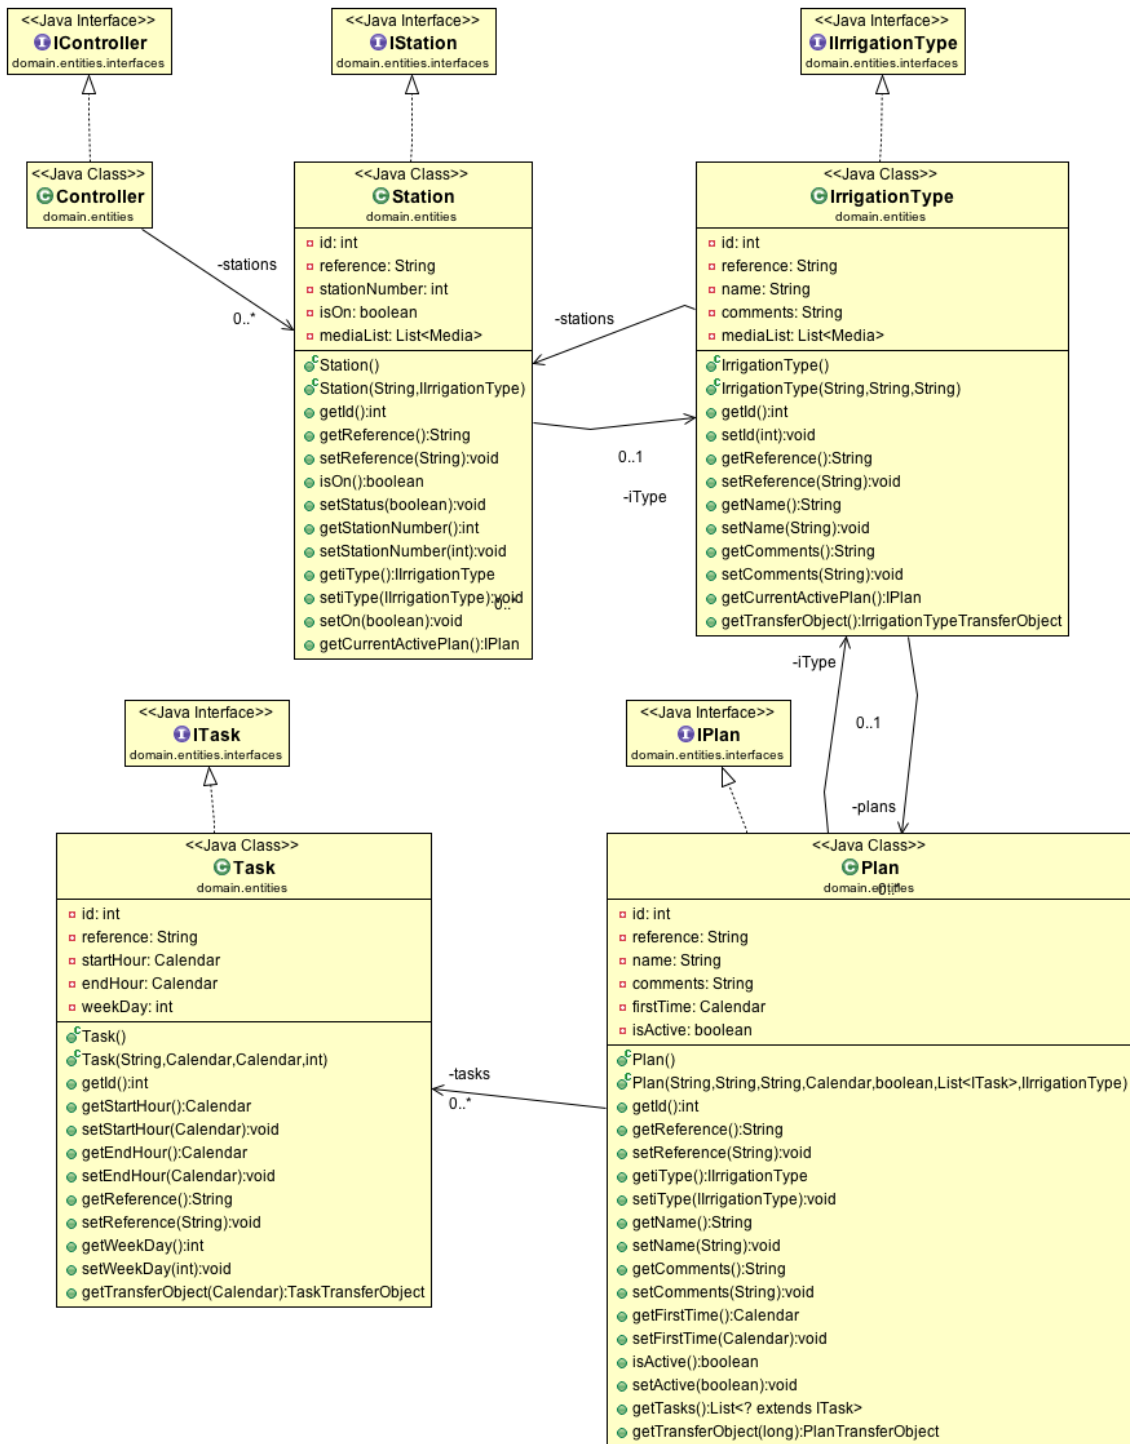 <<Java Interface>>
IController
domain.entities.interfaces
<<Java Interface>>
IStation
domain.entities.interfaces
<<Java Interface>>
IIrrigationType
domain.entities.interfaces
<<Java Class>>
Controller
domain.entities
-stations
0..*
<<Java Class>>
Station
domain.entities
id: int
reference: String
stationNumber: int
isOn: boolean
mediaList: List<Media>
Station()
Station(String,IIrrigationType)
getId():int
getReference():String
setReference(String):void
isOn():boolean
setStatus(boolean):void
getStationNumber():int
setStationNumber(int):void
getiType():IIrrigationType
setiType(IIrrigationType):void
0..*
setOn(boolean):void
getCurrentActivePlan():IPlan
-stations
0..1
-iType
<<Java Class>>
IrrigationType
domain.entities
id: int
reference: String
name: String
comments: String
mediaList: List<Media>
IrrigationType()
IrrigationType(String,String,String)
getId():int
setId(int):void
getReference():String
setReference(String):void
getName():String
setName(String):void
getComments():String
setComments(String):void
getCurrentActivePlan():IPlan
getTransferObject():IrrigationTypeTransferObject
-iType
0..1
-plans
<<Java Interface>>
ITask
domain.entities.interfaces
<<Java Interface>>
IPlan
domain.entities.interfaces
<<Java Class>>
Task
domain.entities
id: int
reference: String
startHour: Calendar
endHour: Calendar
weekDay: int
Task()
Task(String,Calendar,Calendar,int)
getId():int
getStartHour():Calendar
setStartHour(Calendar):void
getEndHour():Calendar
setEndHour(Calendar):void
getReference():String
setReference(String):void
getWeekDay():int
setWeekDay(int):void
getTransferObject(Calendar):TaskTransferObject
-tasks
0..*
<<Java Class>>
Plan
domain.entities
0..*
id: int
reference: String
name: String
comments: String
firstTime: Calendar
isActive: boolean
Plan()
Plan(String,String,String,Calendar,boolean,List<ITask>,IIrrigationType)
getId():int
getReference():String
setReference(String):void
getiType():IIrrigationType
setiType(IIrrigationType):void
getName():String
setName(String):void
getComments():String
setComments(String):void
getFirstTime():Calendar
setFirstTime(Calendar):void
isActive():boolean
setActive(boolean):void
getTasks():List<? extends ITask>
getTransferObject(long):PlanTransferObject